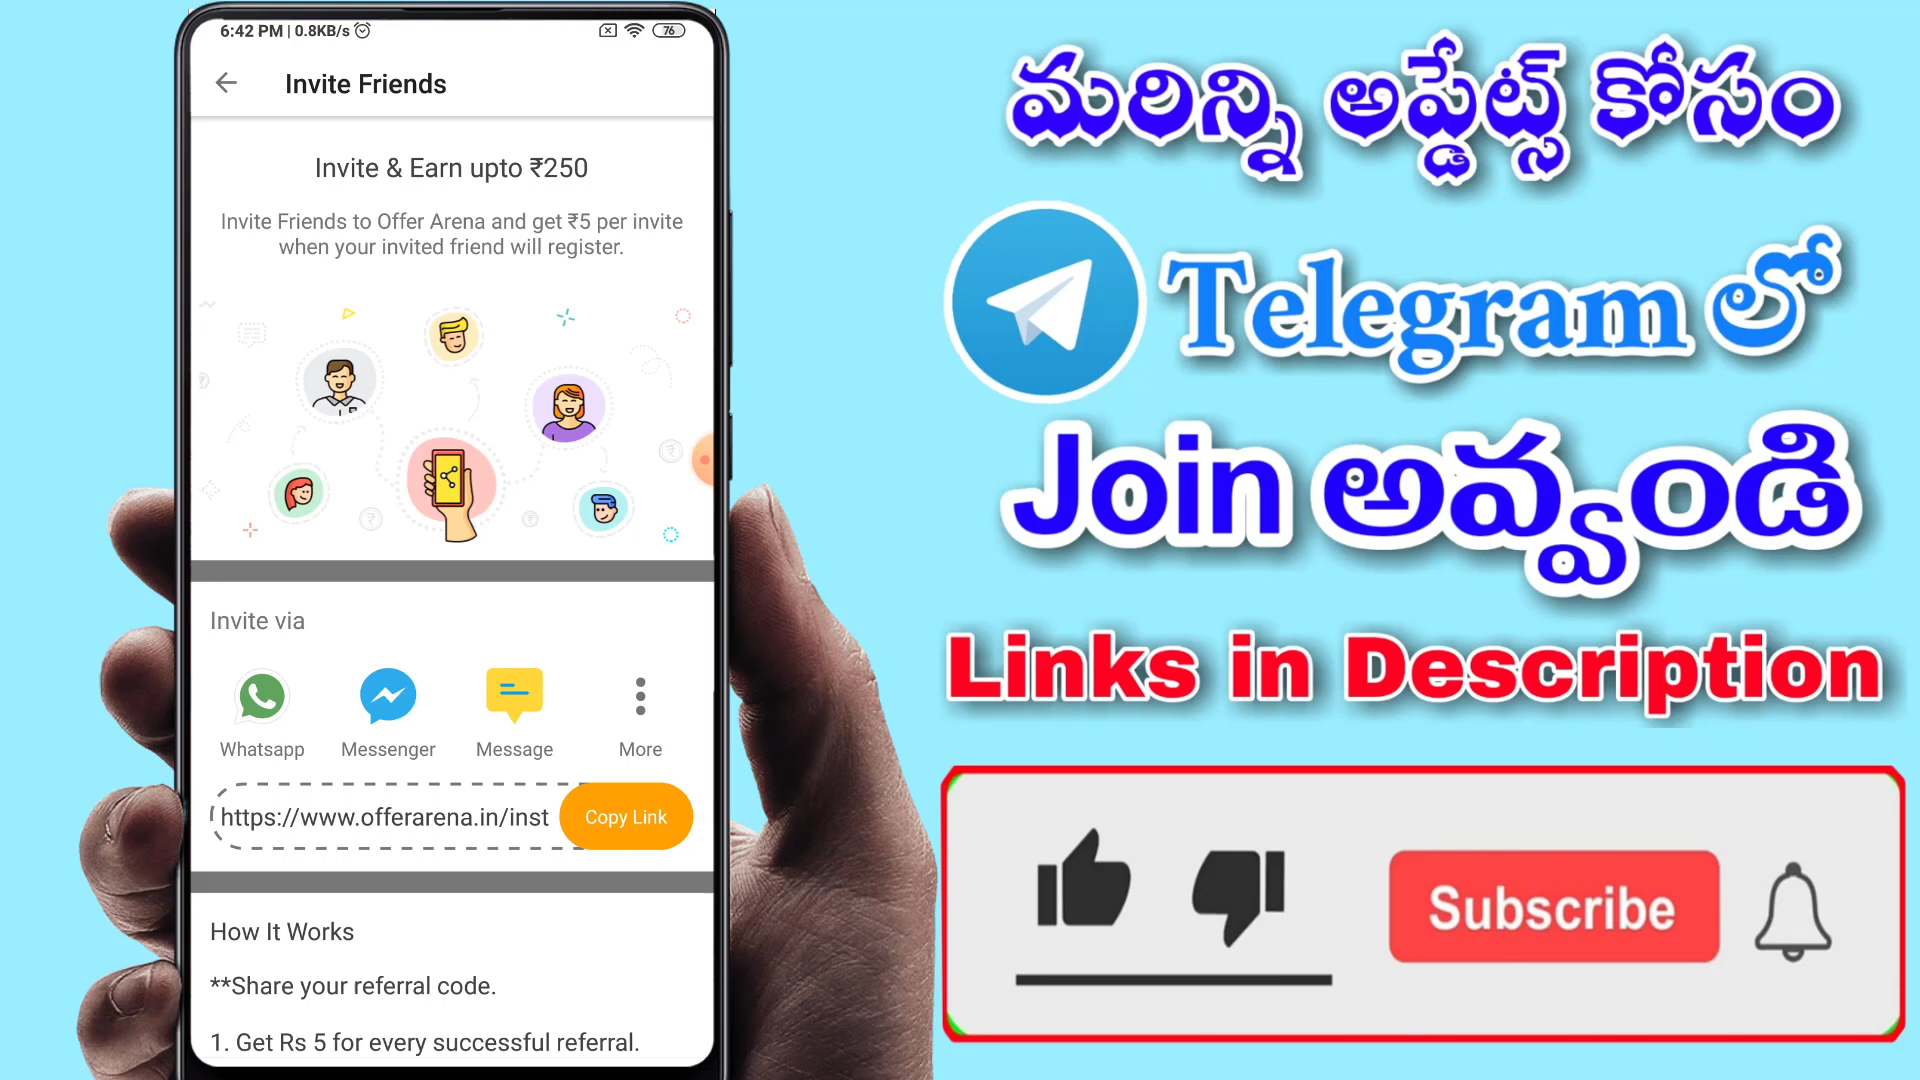 6:42 PM | 0.8KB/s
76
Invite Friends
Invite & Earn upto ₹250
Invite Friends to Offer Arena and get ₹5 per invite
when your invited friend will register.
Invite via
Whatsapp
Messenger
Message
More
https://www.offerarena.in/inst
Copy Link
How It Works
**Share your referral code.
1. Get Rs 5 for every successful referral.
మరిన్ని అప్డేట్స్ కోసం
Telegram లో
Join అవ్వండి
Links in Description
Subscribe